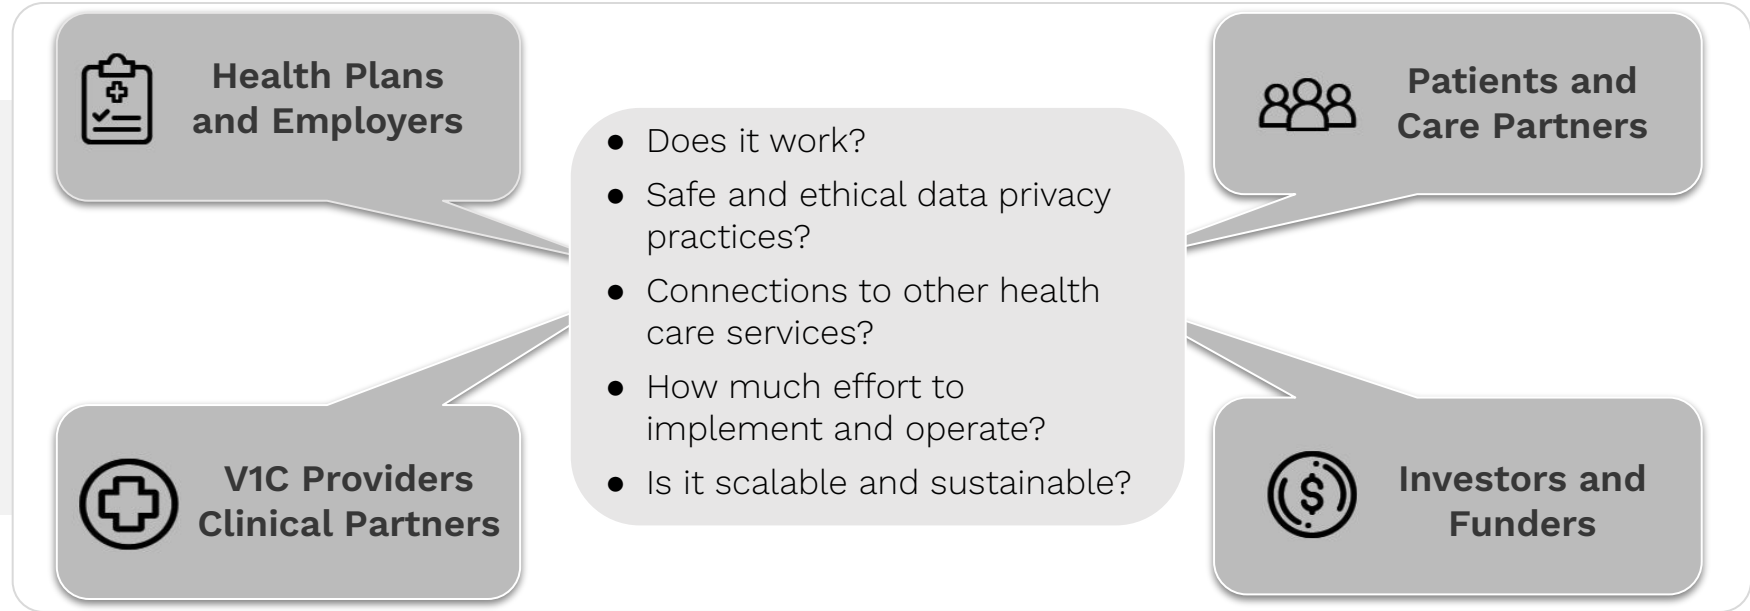 Health Plans
and Employers
Patients and
Care Partners
● Does it work?
● Safe and ethical data privacy
practices?
● Connections to other health
care services?
● How much effort to
implement and operate?
● Is it scalable and sustainable?
V1C Providers
Clinical Partners
Investors and
Funders